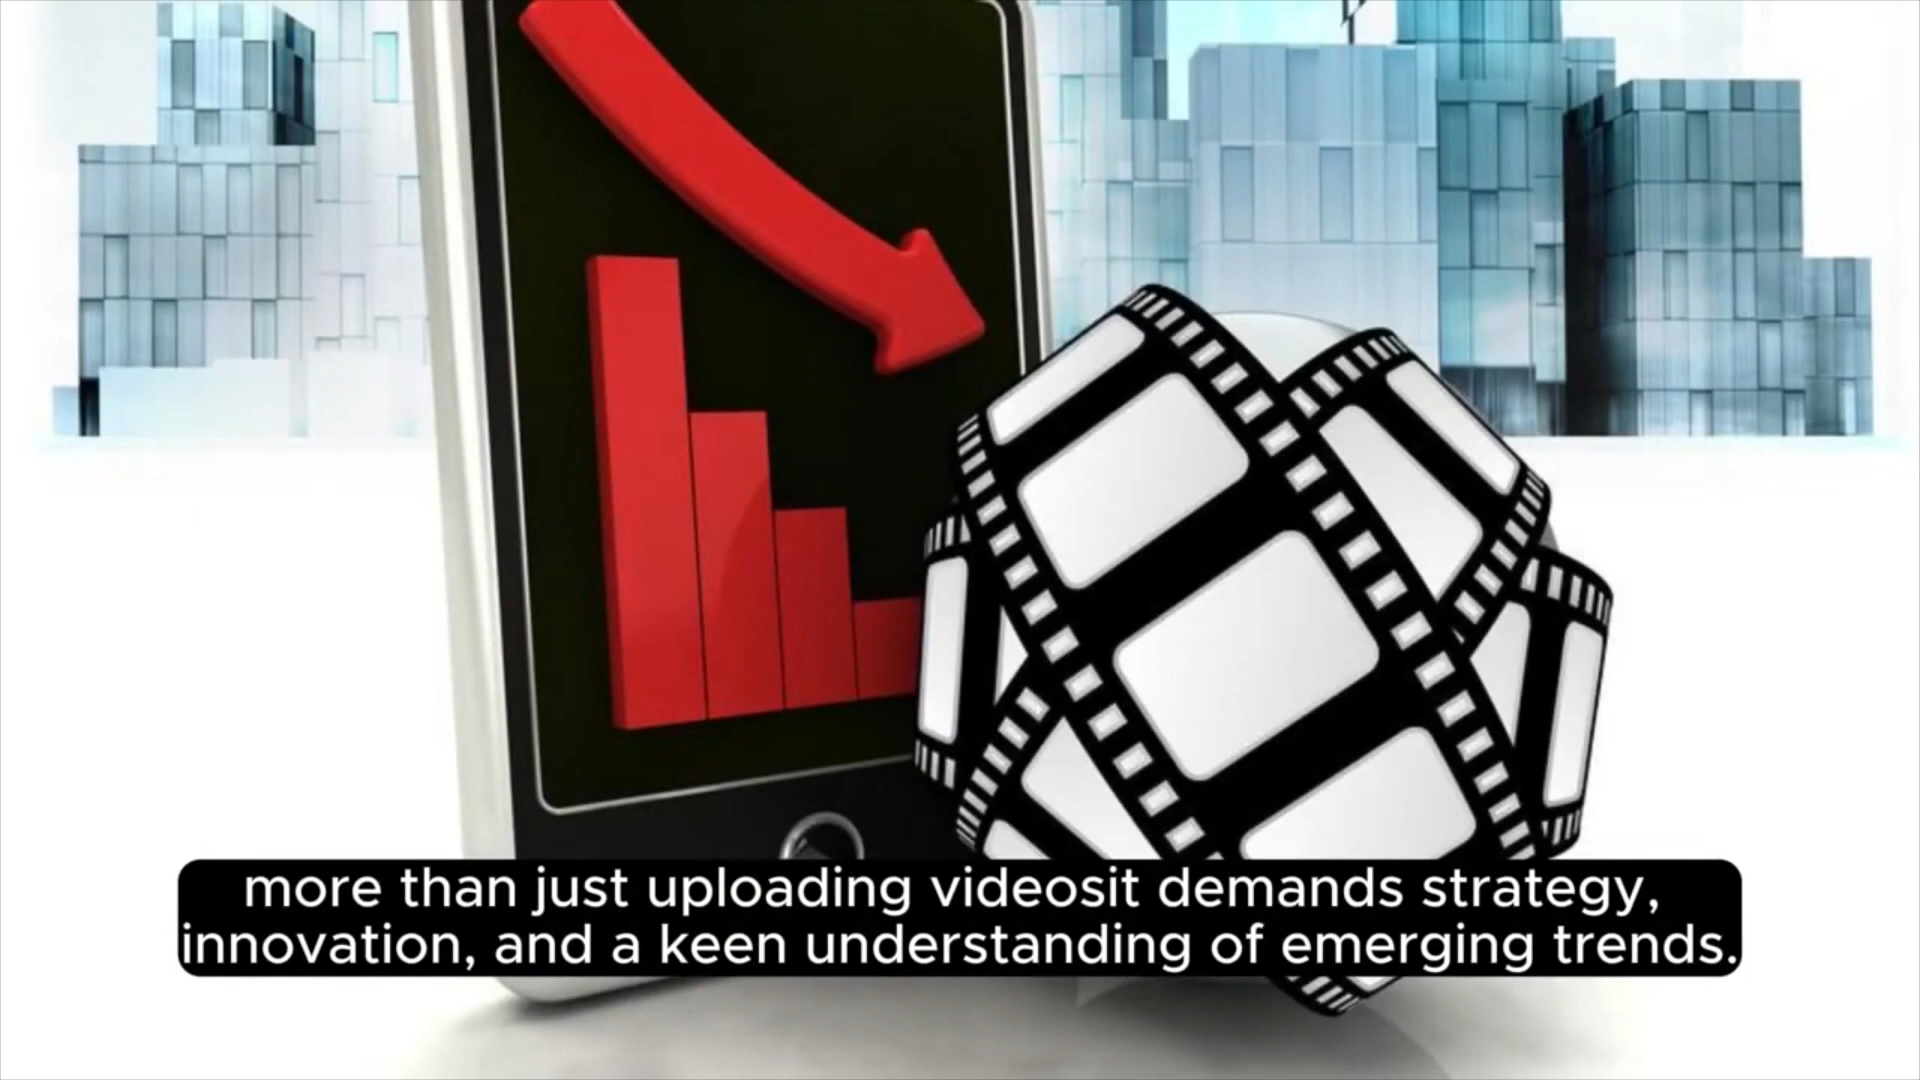 more than just uploading videosit demands strategy,
innovation, and a keen understanding of emerging trends.